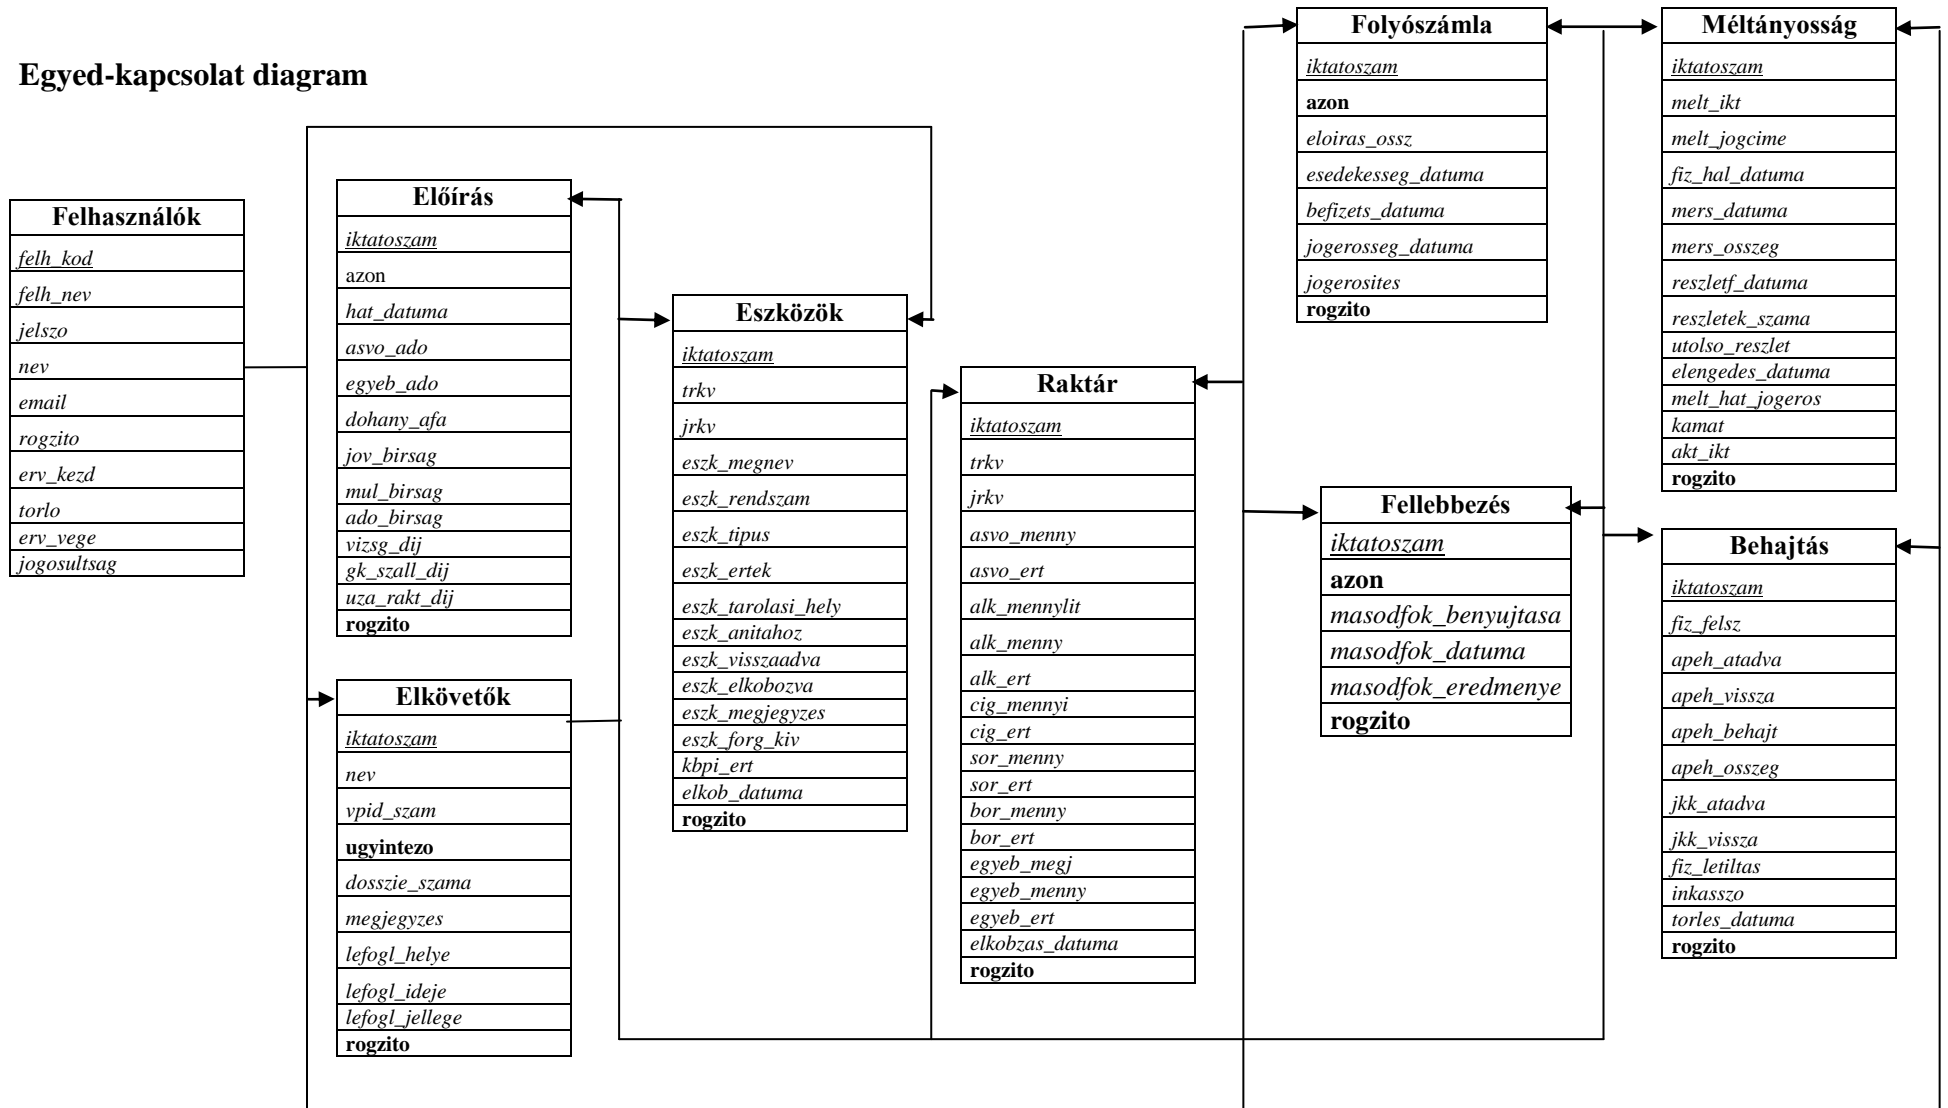 Egyed-kapcsolat diagram
Felhasználók
felh_kod
felh_nev
jelszo
nev
email
rogzito
erv_kezd
torlo
erv_vege
jogosultsag
Előírás
iktatoszam
azon
hat_datuma
asvo_ado
egyeb_ado
dohany_afa
jov_birsag
mul_birsag
ado_birsag
vizsg_dij
gk_szall_dij
uza_rakt_dij
rogzito
Elkövetők
iktatoszam
nev
vpid_szam
ugyintezo
dosszie_szama
megjegyzes
lefogl_helye
lefogl_ideje
lefogl_jellege
rogzito
Eszközök
iktatoszam
trkv
jrkv
eszk_megnev
eszk_rendszam
eszk_tipus
eszk_ertek
eszk_tarolasi_hely
eszk_anitahoz
eszk_visszaadva
eszk_elkobozva
eszk_megjegyzes
eszk_forg_kiv
kbpi_ert
elkob_datuma
rogzito
Raktár
iktatoszam
trkv
jrkv
asvo_menny
asvo_ert
alk_mennylit
alk_menny
alk_ert
cig_mennyi
cig_ert
sor_menny
sor_ert
bor_menny
bor_ert
egyeb_megj
egyeb_menny
egyeb_ert
elkobzas_datuma
rogzito
Folyószámla
iktatoszam
azon
eloiras_ossz
esedekesseg_datuma
befizets_datuma
jogerosseg_datuma
jogerosites
rogzito
Fellebbezés
iktatoszam
azon
masodfok_benyujtasa
masodfok_datuma
masodfok_eredmenye
rogzito
Méltányosság
iktatoszam
melt_ikt
melt_jogcime
fiz_hal_datuma
mers_datuma
mers_osszeg
reszletf_datuma
reszletek_szama
utolso_reszlet
elengedes_datuma
melt_hat_jogeros
kamat
akt_ikt
rogzito
Behajtás
iktatoszam
fiz_felsz
apeh_atadva
apeh_vissza
apeh_behajt
apeh_osszeg
jkk_atadva
jkk_vissza
fiz_letiltas
inkasszo
torles_datuma
rogzito